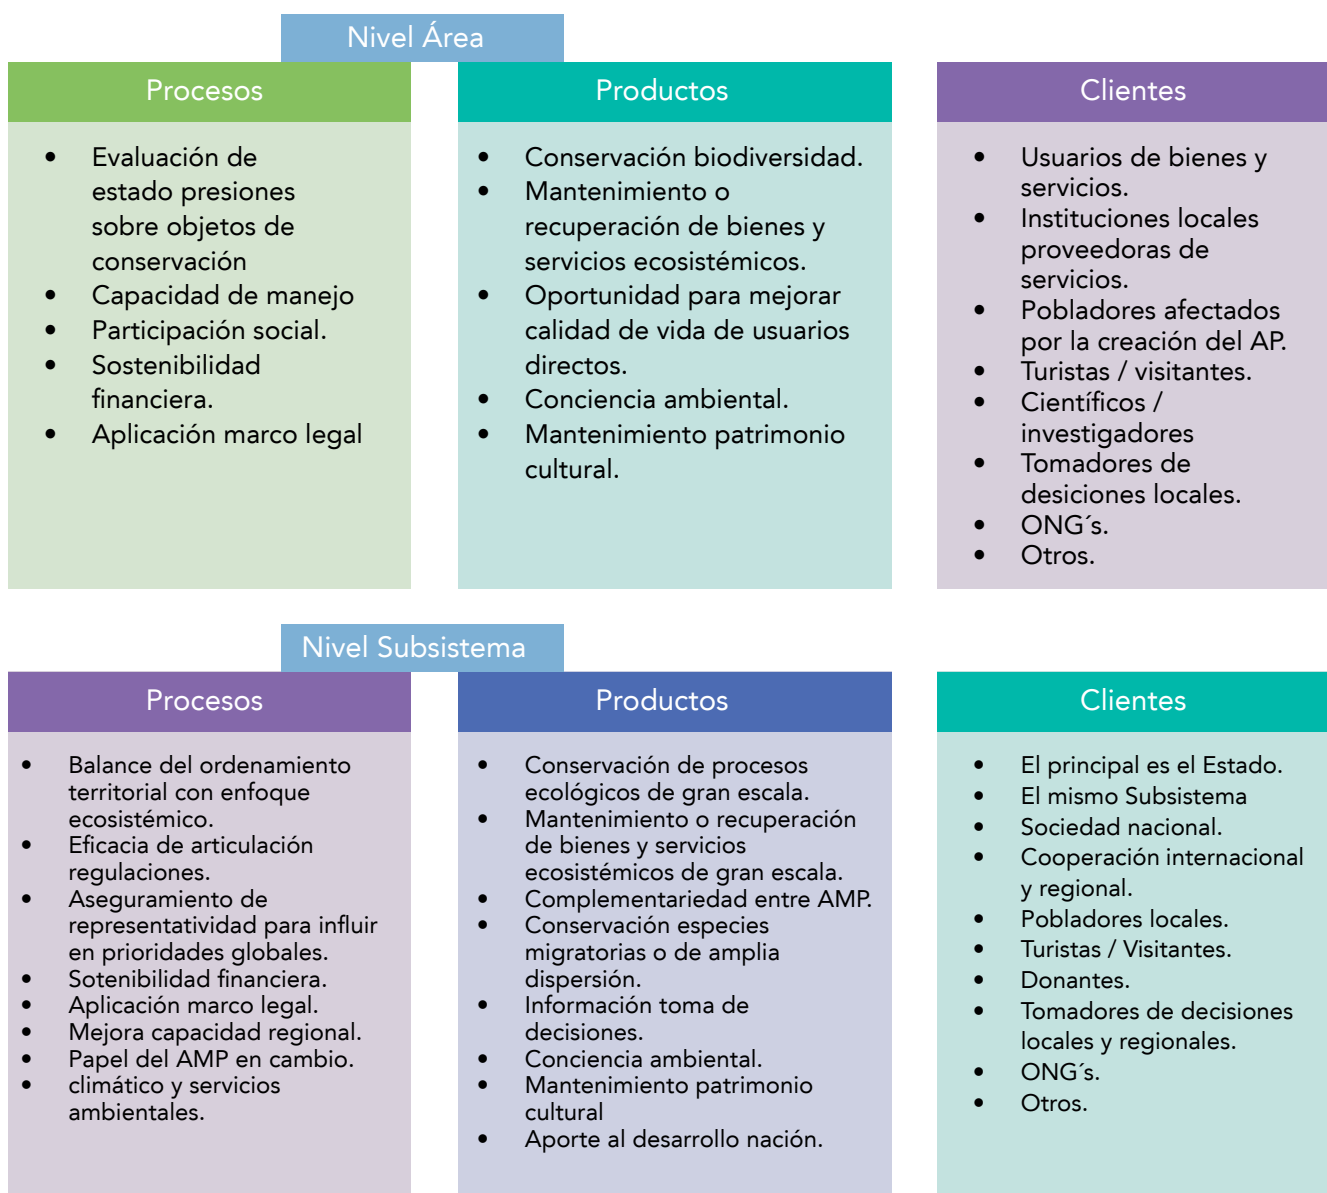 Nivel Área
Procesos
• Evaluación de
estado presiones
sobre objetos de
conservación
• Capacidad de manejo
• Participación social.
• Sostenibilidad
financiera.
• Aplicación marco legal
Productos
• Conservación biodiversidad.
• Mantenimiento o
recuperación de bienes y
servicios ecosistémicos.
• Oportunidad para mejorar
calidad de vida de usuarios
directos.
• Conciencia ambiental.
• Mantenimiento patrimonio
cultural.
Clientes
• Usuarios de bienes y
servicios.
• Instituciones locales
proveedoras de
servicios.
• Pobladores afectados
por la creación del AP.
• Turistas / visitantes.
• Científicos /
investigadores
• Tomadores de
desiciones locales.
• ONG´s.
• Otros.
Nivel Subsistema
Procesos
• Balance del ordenamiento
territorial con enfoque
ecosistémico.
• Eficacia de articulación
regulaciones.
• Aseguramiento de
representatividad para influir
en prioridades globales.
• Sotenibilidad financiera.
• Aplicación marco legal.
• Mejora capacidad regional.
• Papel del AMP en cambio.
• climático y servicios
ambientales.
Productos
• Conservación de procesos
ecológicos de gran escala.
• Mantenimiento o recuperación
de bienes y servicios
ecosistémicos de gran escala.
• Complementariedad entre AMP.
• Conservación especies
migratorias o de amplia
dispersión.
• Información toma de
decisiones.
• Conciencia ambiental.
• Mantenimiento patrimonio
cultural
• Aporte al desarrollo nación.
Clientes
• El principal es el Estado.
• El mismo Subsistema
• Sociedad nacional.
• Cooperación internacional
y regional.
• Pobladores locales.
• Turistas / Visitantes.
• Donantes.
• Tomadores de decisiones
locales y regionales.
• ONG´s.
• Otros.